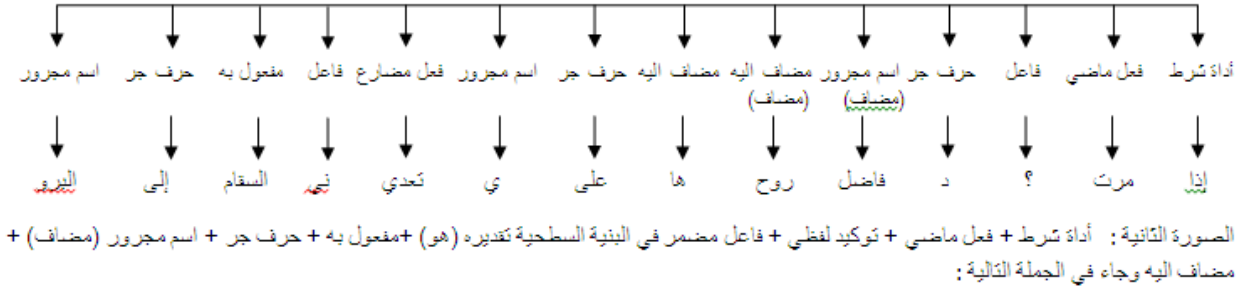 أداة شرط فعل ماضي فاعل حرف جر اسم مجرور مضاف اليه مضاف اليه حرف جر اسم مجرور فعل مضارع فاعل مفعول به حرف جر اسم مجرور
(مضاف) (مضاف)
إذا مرت ؟ د فاضل روح ها على ي تعدي ني السقام إلى البرو
الصورة الثانية : أداة شرط + فعل ماضي + توكيد لفظي + فاعل مضمر في البنية السطحية تقديره (هو) +مفعول به + حرف جر + اسم مجرور (مضاف) +
مضاف اليه وجاء في الجملة التالية :